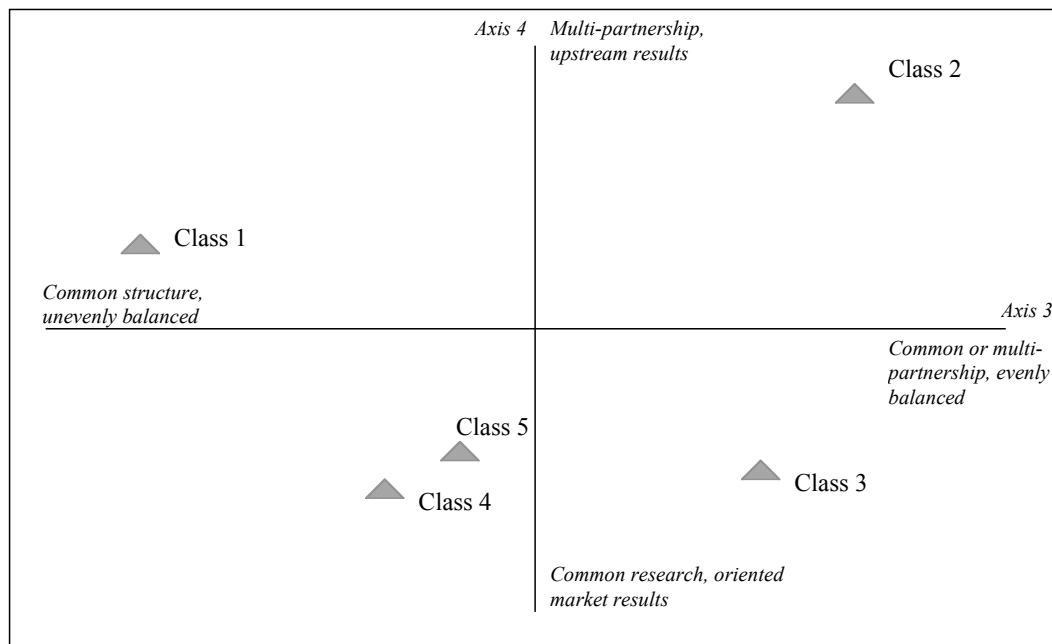 Axis 4
Multi-partnership,
upstream results
Class 2
Class 1
Common structure,
unevenly balanced
Axis 3
Common or multi-
partnership, evenly
balanced
Class 5
Class 3
Class 4
Common research, oriented
market results